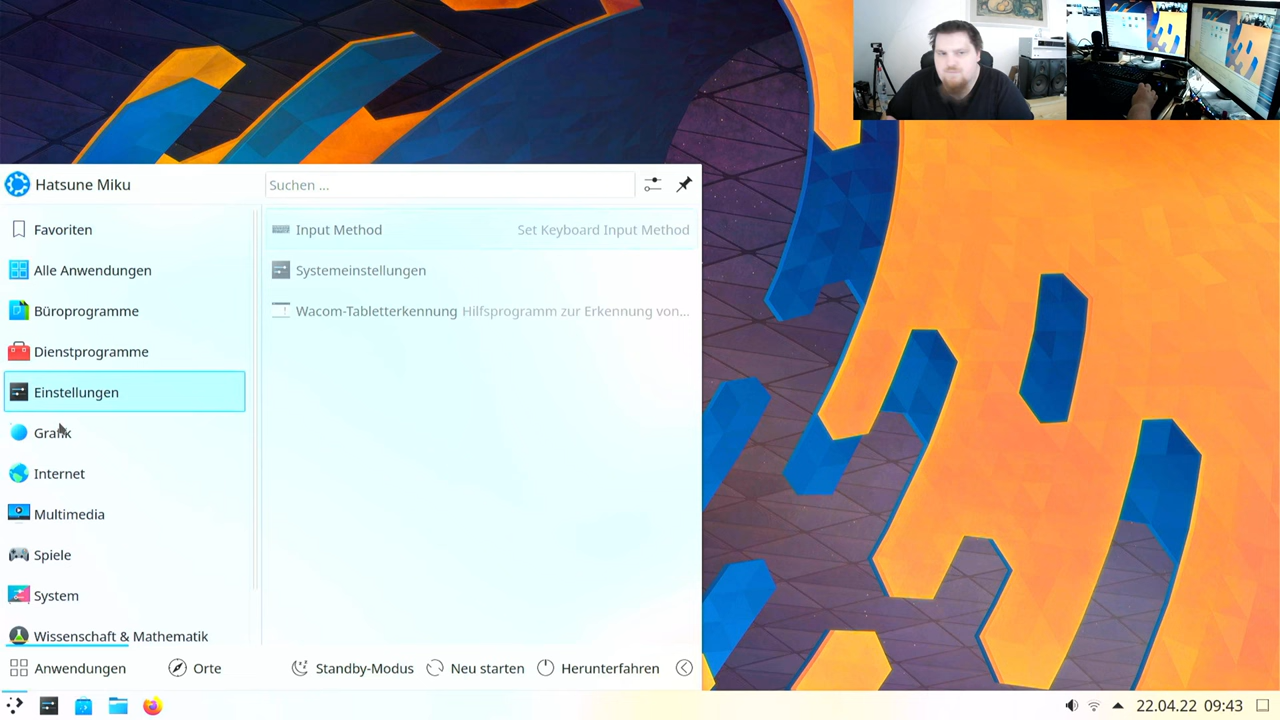 Hatsune Miku
Suchen ...
Favoriten
Alle Anwendungen
Büroprogramme
Dienstprogramme
Einstellungen
Grafik
Internet
Multimedia
Spiele
System
Wissenschaft & Mathematik
Input Method Set Keyboard Input Method
Systemeinstellungen
Wacom-Tabletterkennung Hilfsprogramm zur Erkennung von...
Anwendungen Orte Standby-Modus Neu starten Herunterfahren
22.04.22 09:43